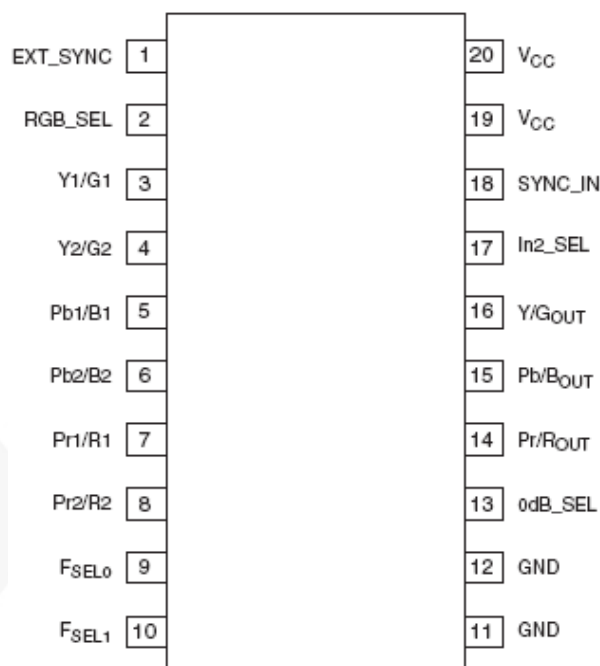 EXT_SYNC 1 20 VCC
RGB_SEL 2 19 VCC
Y1/G1 3 18 SYNC_IN
Y2/G2 4 17 In2_SEL
Pb1/B1 5 16 Y/GOUT
Pb2/B2 6 15 Pb/BOUT
Pr1/R1 7 14 Pr/ROUT
Pr2/R2 8 13 0dB_SEL
FSEL0 9 12 GND
FSEL1 10 11 GND